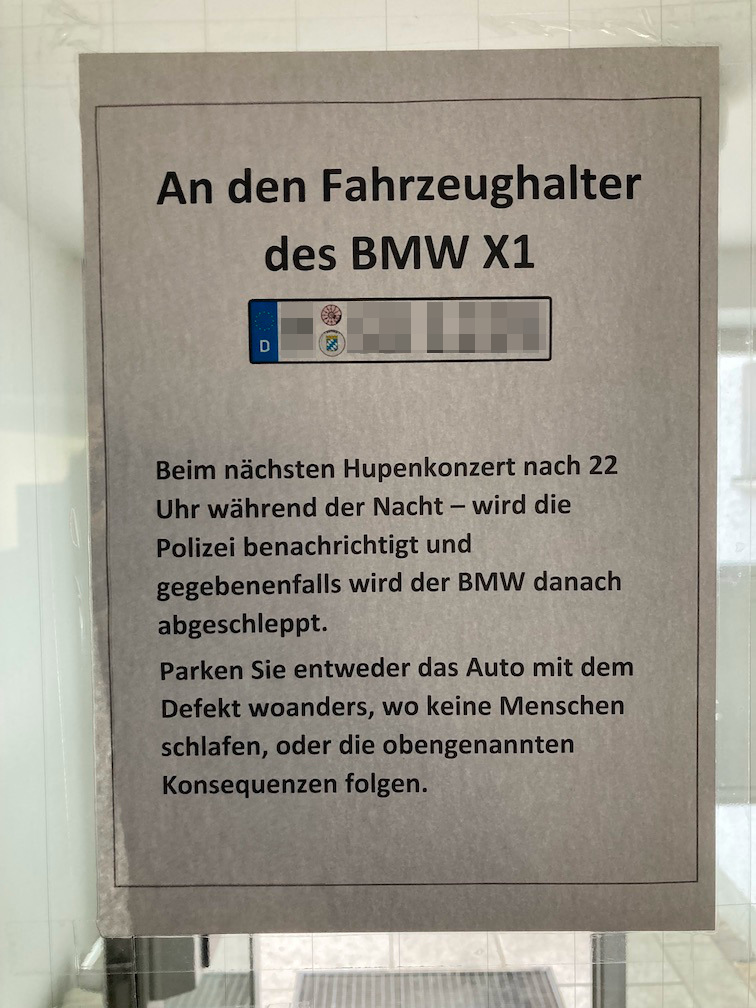 An den Fahrzeughalter
des BMW X1
D
Beim nächsten Hupenkonzert nach 22
Uhr während der Nacht – wird die
Polizei benachrichtigt und
gegebenenfalls wird der BMW danach
abgeschleppt.
Parken Sie entweder das Auto mit dem
Defekt woanders, wo keine Menschen
schlafen, oder die obengenannten
Konsequenzen folgen.